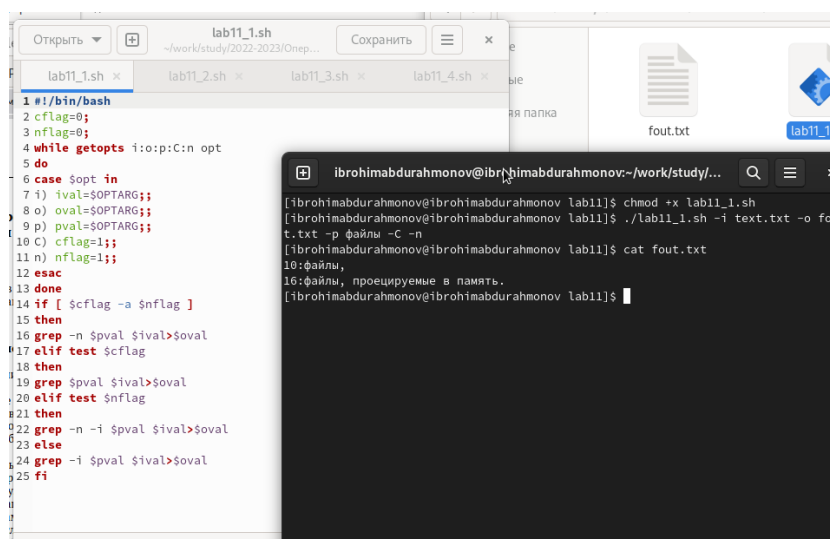 Открыть
lab11_1.sh
~/work/study/2022-2023/Опер...
Сохранить
lab11_1.sh
lab11_2.sh
lab11_3.sh
lab11_4.sh
1 #!/bin/bash
2 cflag=0;
3 nflag=0;
4 while getopts i:o:p:C:n opt
5 do
6 case $opt in
7 i) ival=$OPTARG;;
8 o) oval=$OPTARG;;
9 p) pval=$OPTARG;;
10 C) cflag=1;;
11 n) nflag=1;;
12 esac
13 done
14 if [ $cflag -a $nflag ]
15 then
16 grep -n $pval $ival>$oval
17 elif test $cflag
18 then
19 grep $pval $ival>$oval
20 elif test $nflag
21 then
22 grep -n -i $pval $ival>$oval
23 else
24 grep -i $pval $ival>$oval
25 fi
яя папка
fout.txt
lab11_1
ibrohimabdurahmonov@ibrohimabdurahmonov:~/work/study/...
[ibrohimabdurahmonov@ibrohimabdurahmonov lab11]$ chmod +x lab11_1.sh
[ibrohimabdurahmonov@ibrohimabdurahmonov lab11]$ ./lab11_1.sh -i text.txt -o fo
t.txt -p файлы -C -n
[ibrohimabdurahmonov@ibrohimabdurahmonov lab11]$ cat fout.txt
10:файлы,
16:файлы, проецируемые в память.
[ibrohimabdurahmonov@ibrohimabdurahmonov lab11]$